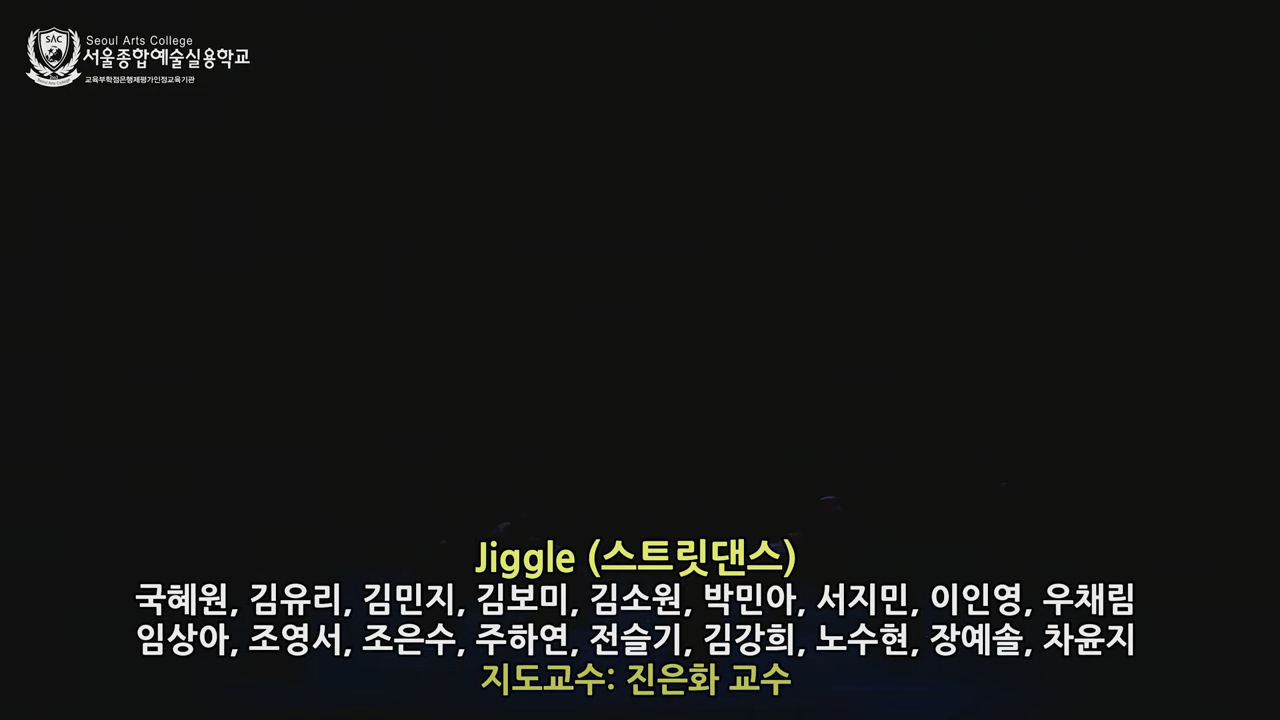 SAC
Seoul Arts College
서울종합예술실용학교
교육부학점은행제평가인정교육기관
Jiggle (스트릿댄스)
국혜원, 김유리, 김민지, 김보미, 김소원, 박민아, 서지민, 이인영, 우채림
임상아, 조영서, 조은수, 주하연, 전슬기, 김강희, 노수현, 장예솔, 차윤지
지도교수: 진은화 교수